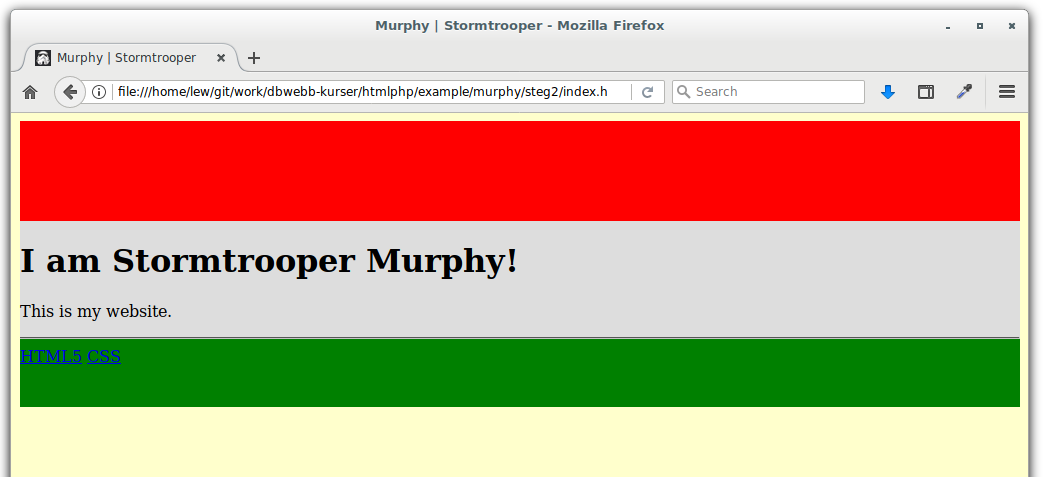 Murphy | Stormtrooper - Mozilla Firefox
Murphy | Stormtrooper
file:///home/lew/git/work/dbwebb-kurser/htmlphp/example/murphy/steg2/index.h
Search
I am Stormtrooper Murphy!
This is my website.
HTML5 CSS